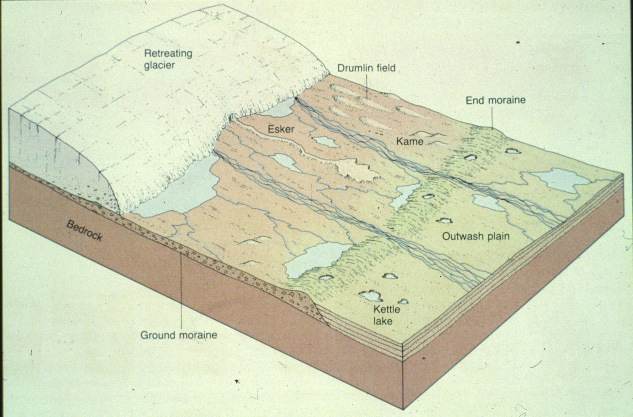 Retreating
glacier
Drumlin field
End moraine
Esker
Kame
Bedrock
Outwash plain
Kettle
lake
Ground moraine